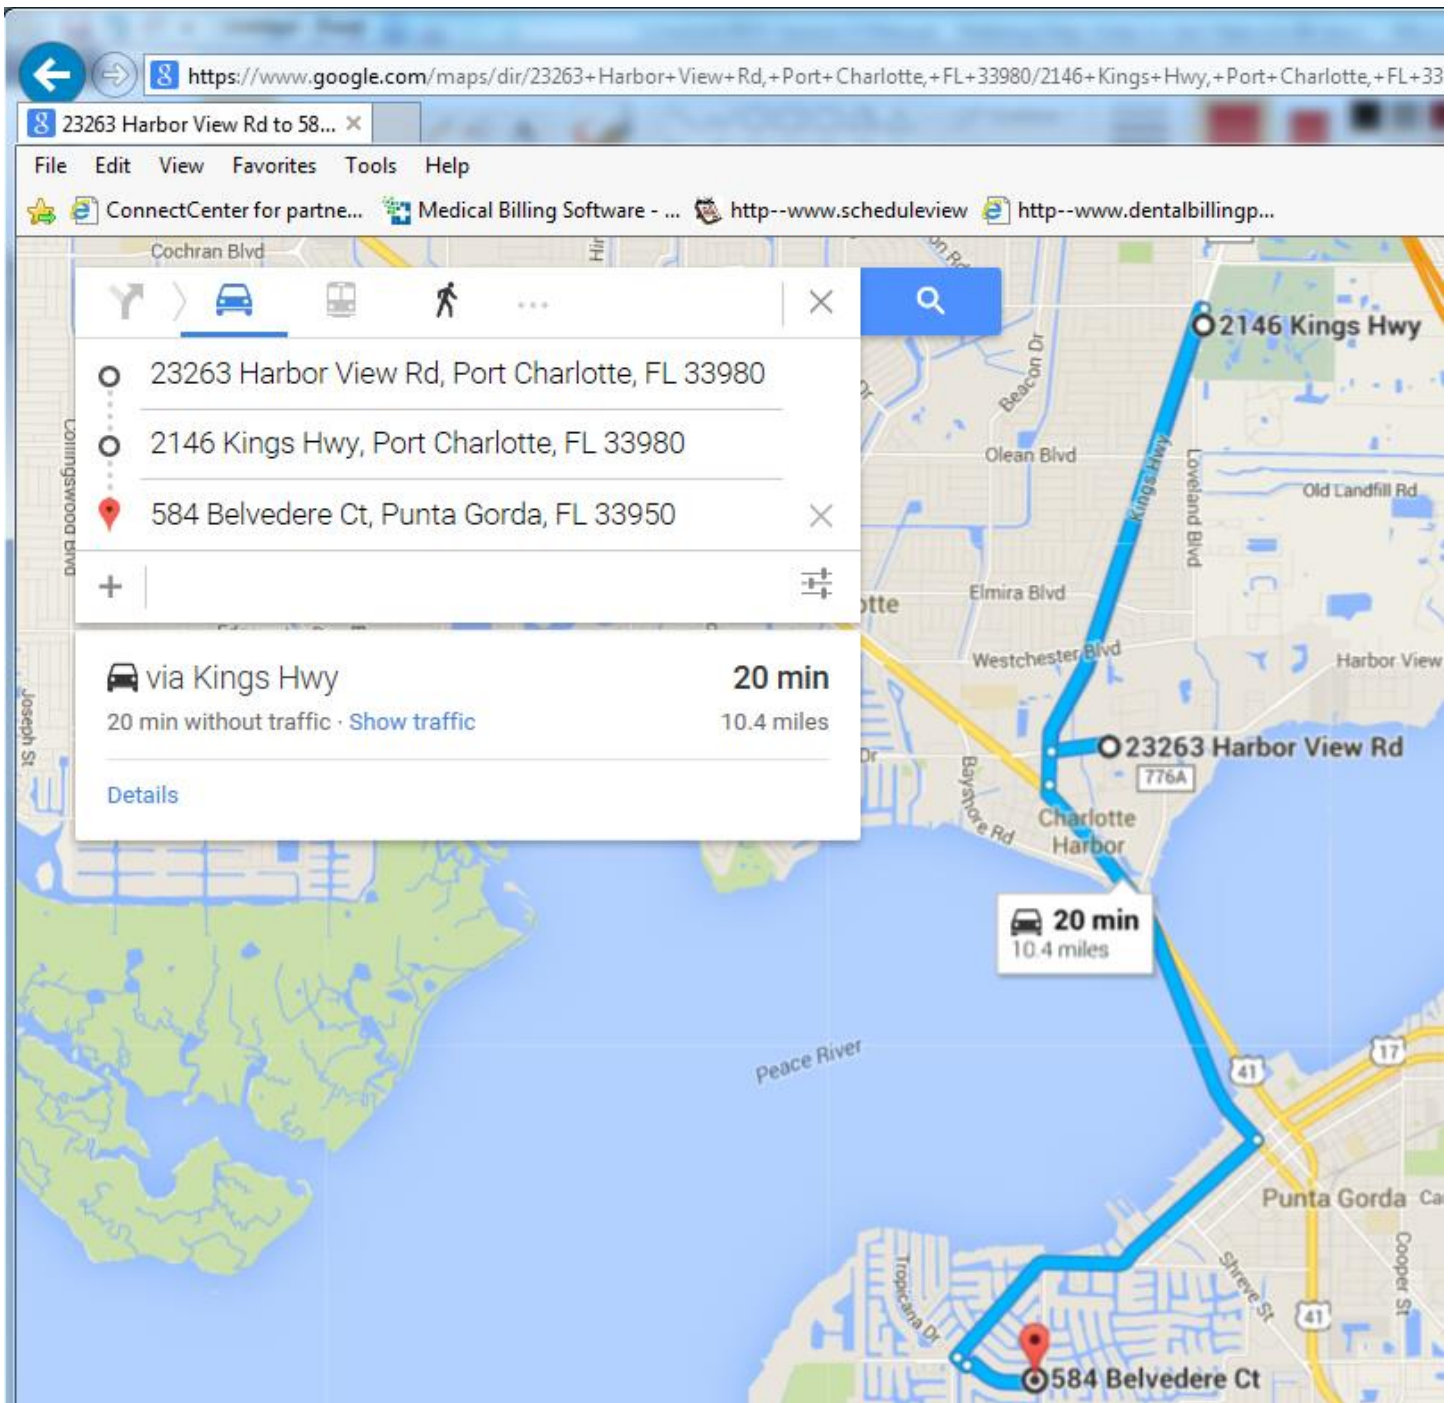 https://www.google.com/maps/dir/23263+Harbor+View+Rd,+Port+Charlotte,+FL+33980/2146+Kings+Hwy,+Port+Charlotte,+FL+33
23263 Harbor View Rd to 58...
File Edit View Favorites Tools Help
ConnectCenter for partne... Medical Billing Software - ... http--www.scheduleview http--www.dentalbillingp...
Cochran Blvd
2146 Kings Hwy
23263 Harbor View Rd, Port Charlotte, FL 33980
Beacon Dr
2146 Kings Hwy, Port Charlotte, FL 33980
Olean Blvd
Kings Hwy
Loveland Blvd
Old Landfill Rd
Collingswood Blvd
584 Belvedere Ct, Punta Gorda, FL 33950
Elmira Blvd
Westchester Blvd
Harbor View
via Kings Hwy 20 min
20 min without traffic · Show traffic 10.4 miles
Joseph St
Dr
23263 Harbor View Rd
776A
Details
Bayshore Rd
Charlotte
Harbor
20 min
10.4 miles
Peace River
41
17
Punta Gorda
Cooper St
Shreve St
Tropicana Dr
41
584 Belvedere Ct